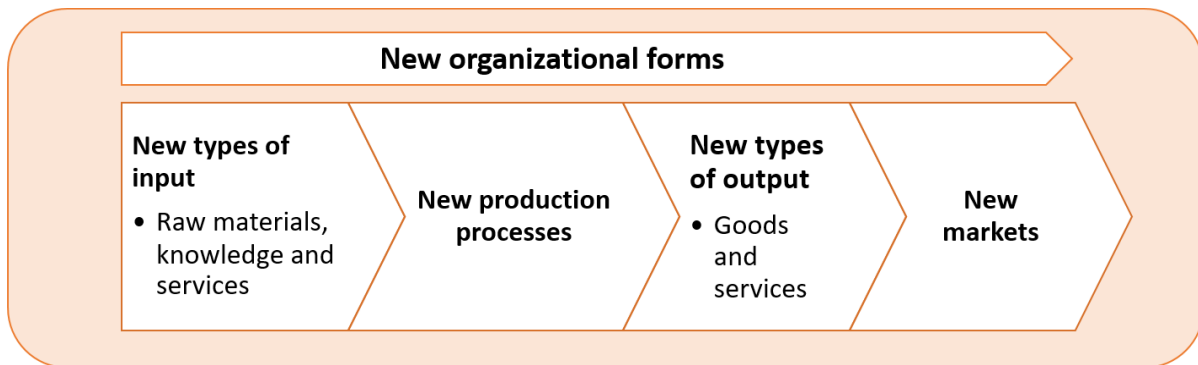 New organizational forms
New types of
input
• Raw materials,
knowledge and
services
New production
processes
New types
of output
• Goods
and
services
New
markets